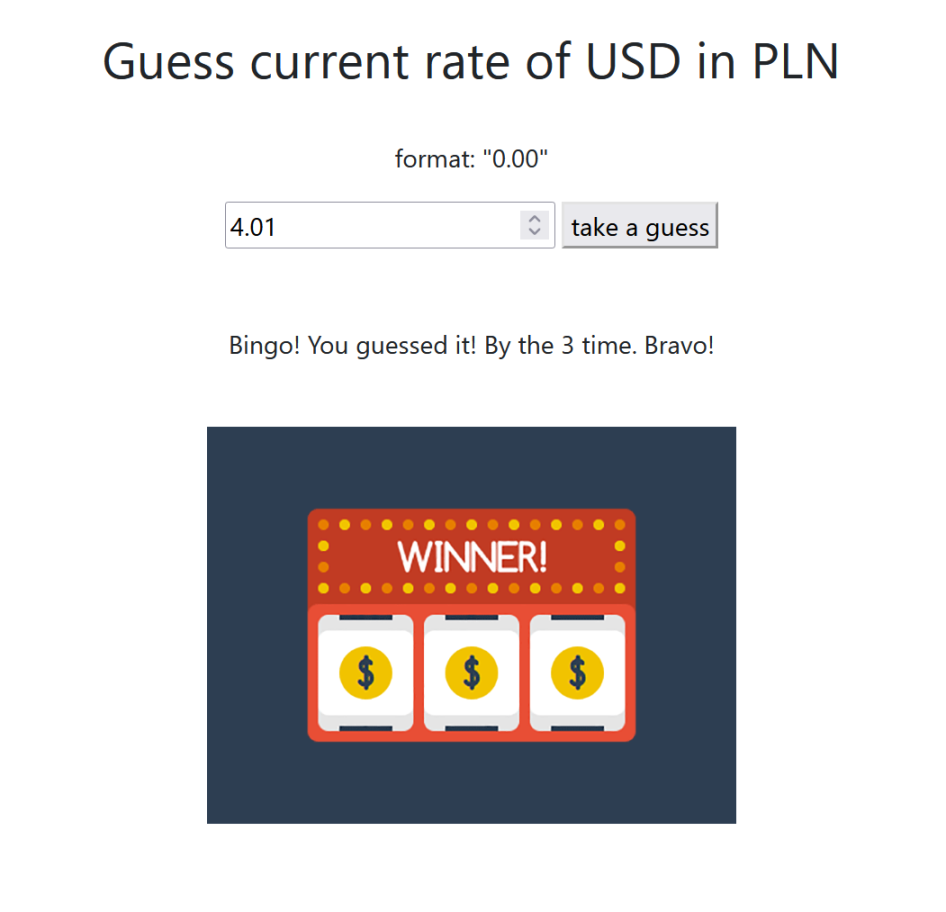 Guess current rate of USD in PLN
format: "0.00"
4.01
take a guess
Bingo! You guessed it! By the 3 time. Bravo!
WINNER!
$ $ $